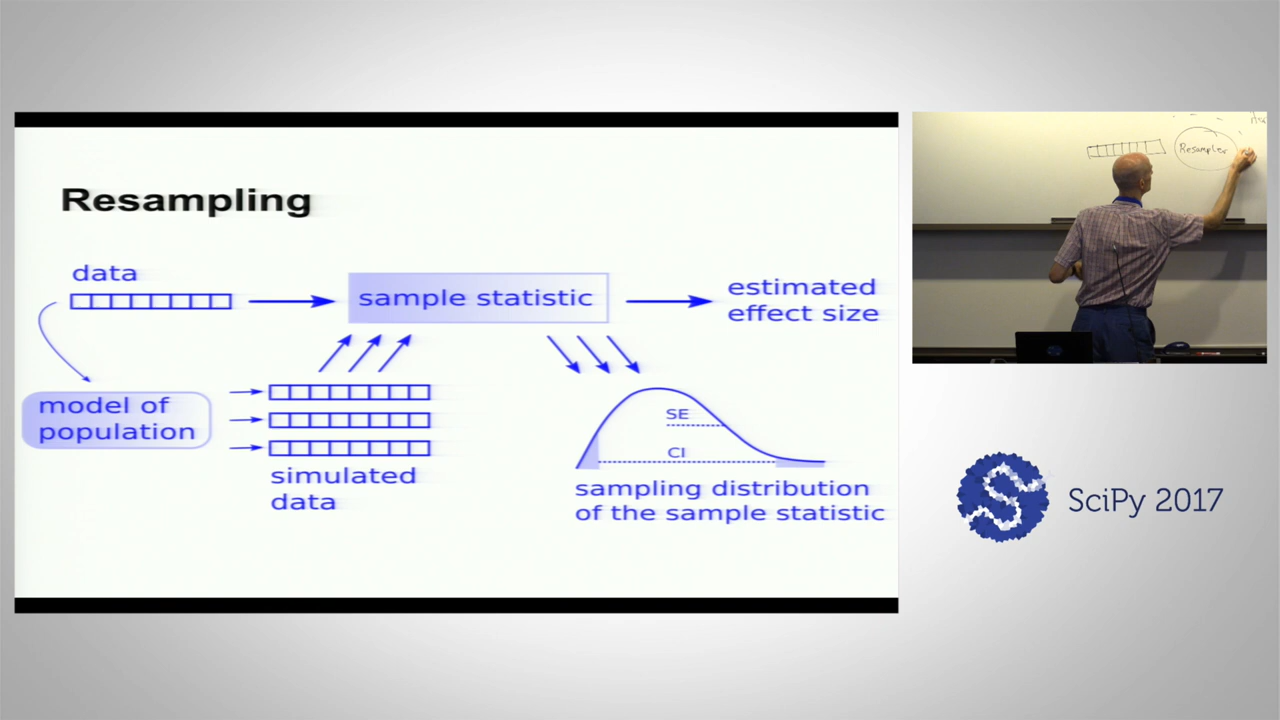 Resampling
data
sample statistic
estimated
effect size
model of
population
simulated
data
SE
CI
sampling distribution
of the sample statistic
Resampler
SciPy 2017